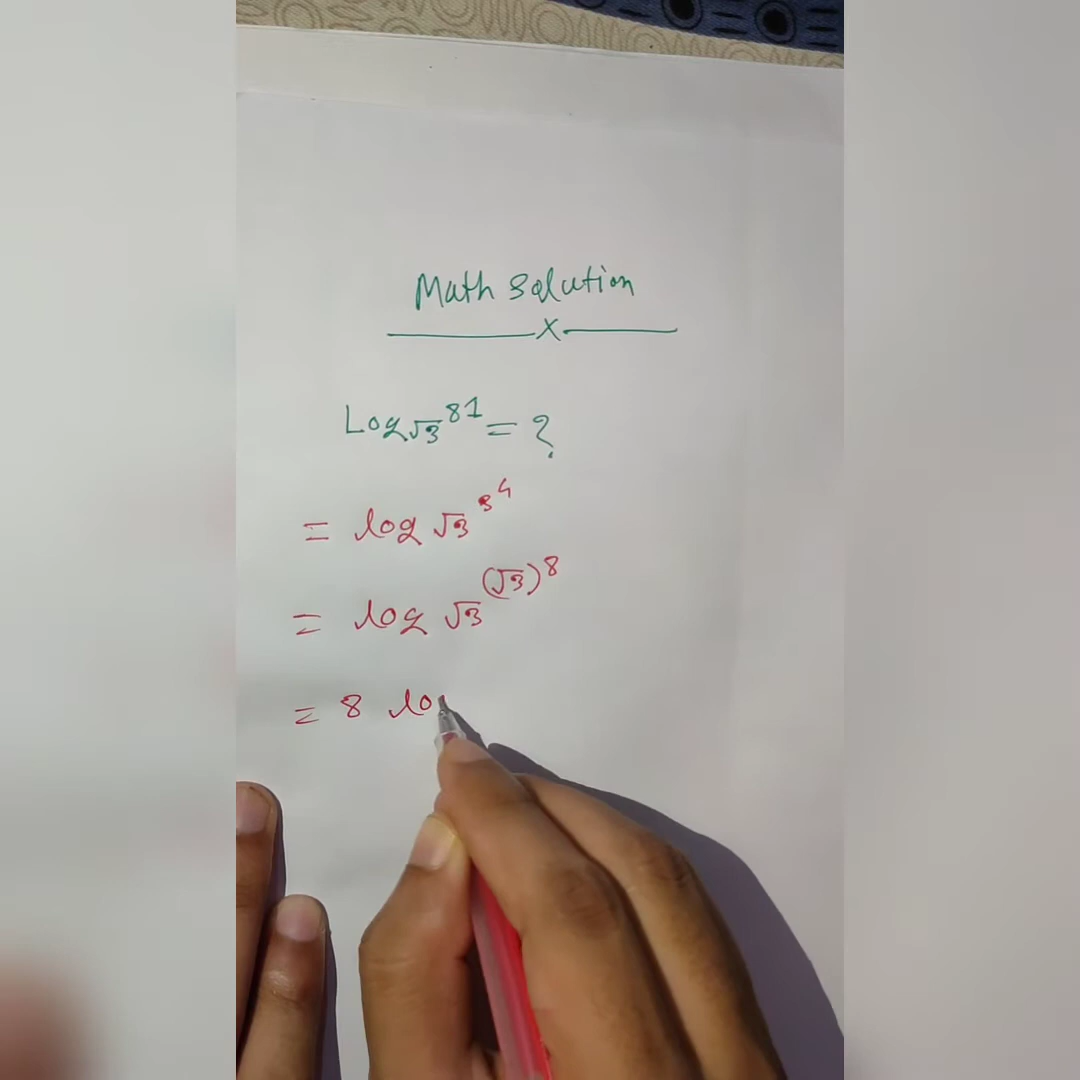 Math Solution
x
Log√3^81 = ?
= log √3^3^4
= log √3^(√3)^8
= 8 lo